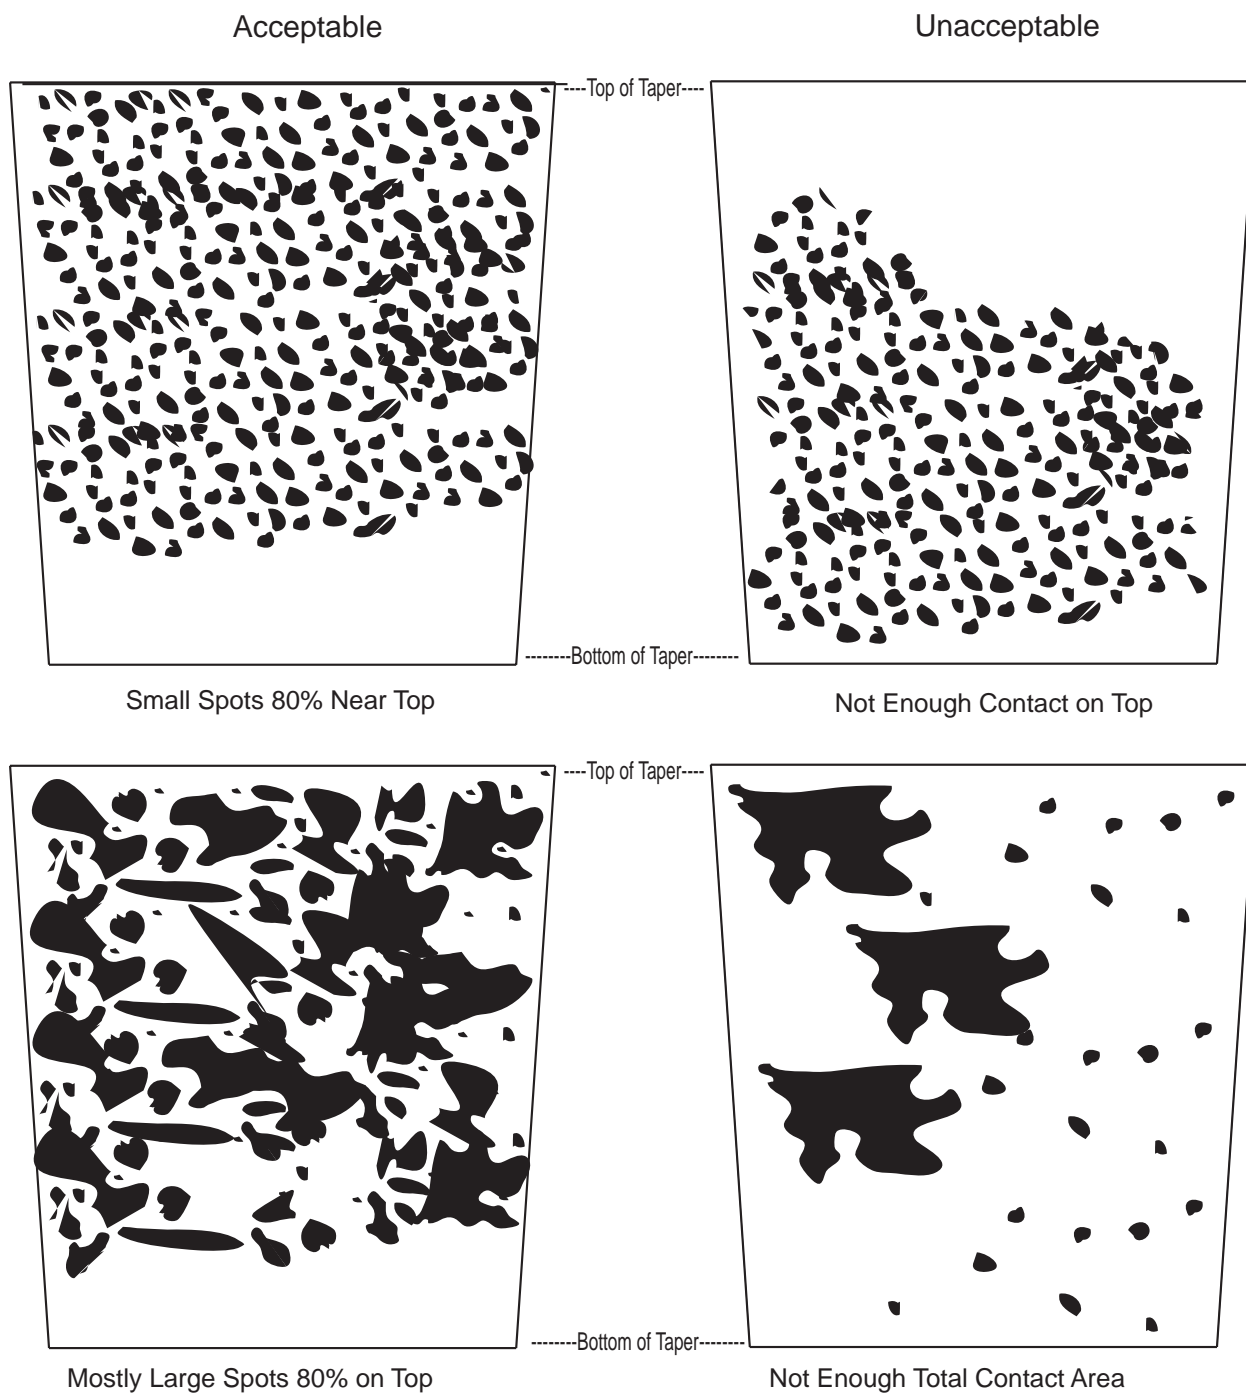 Acceptable
Unacceptable
----Top of Taper----
--------Bottom of Taper--------
Small Spots 80% Near Top
Not Enough Contact on Top
----Top of Taper----
--------Bottom of Taper--------
Mostly Large Spots 80% on Top
Not Enough Total Contact Area